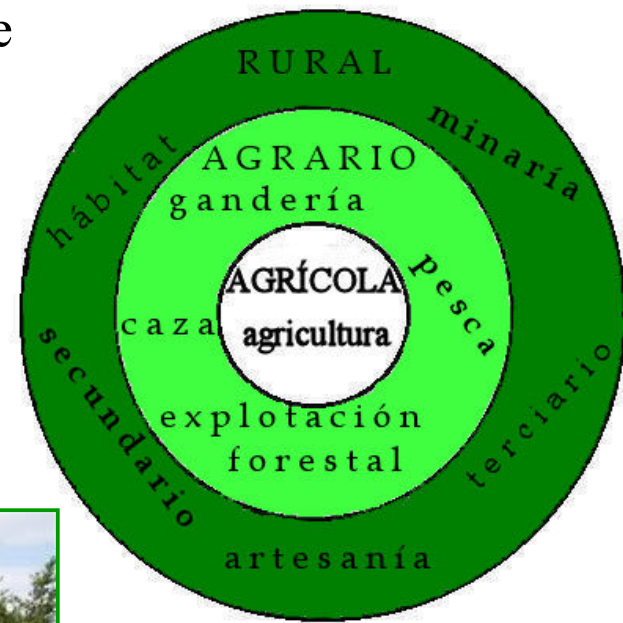 e
RURAL
minaría
hábitat
AGRARIO
gandería
pesca
AGRÍCOLA
agricultura
caza
secundario
explotación
forestal
terciario
artesanía